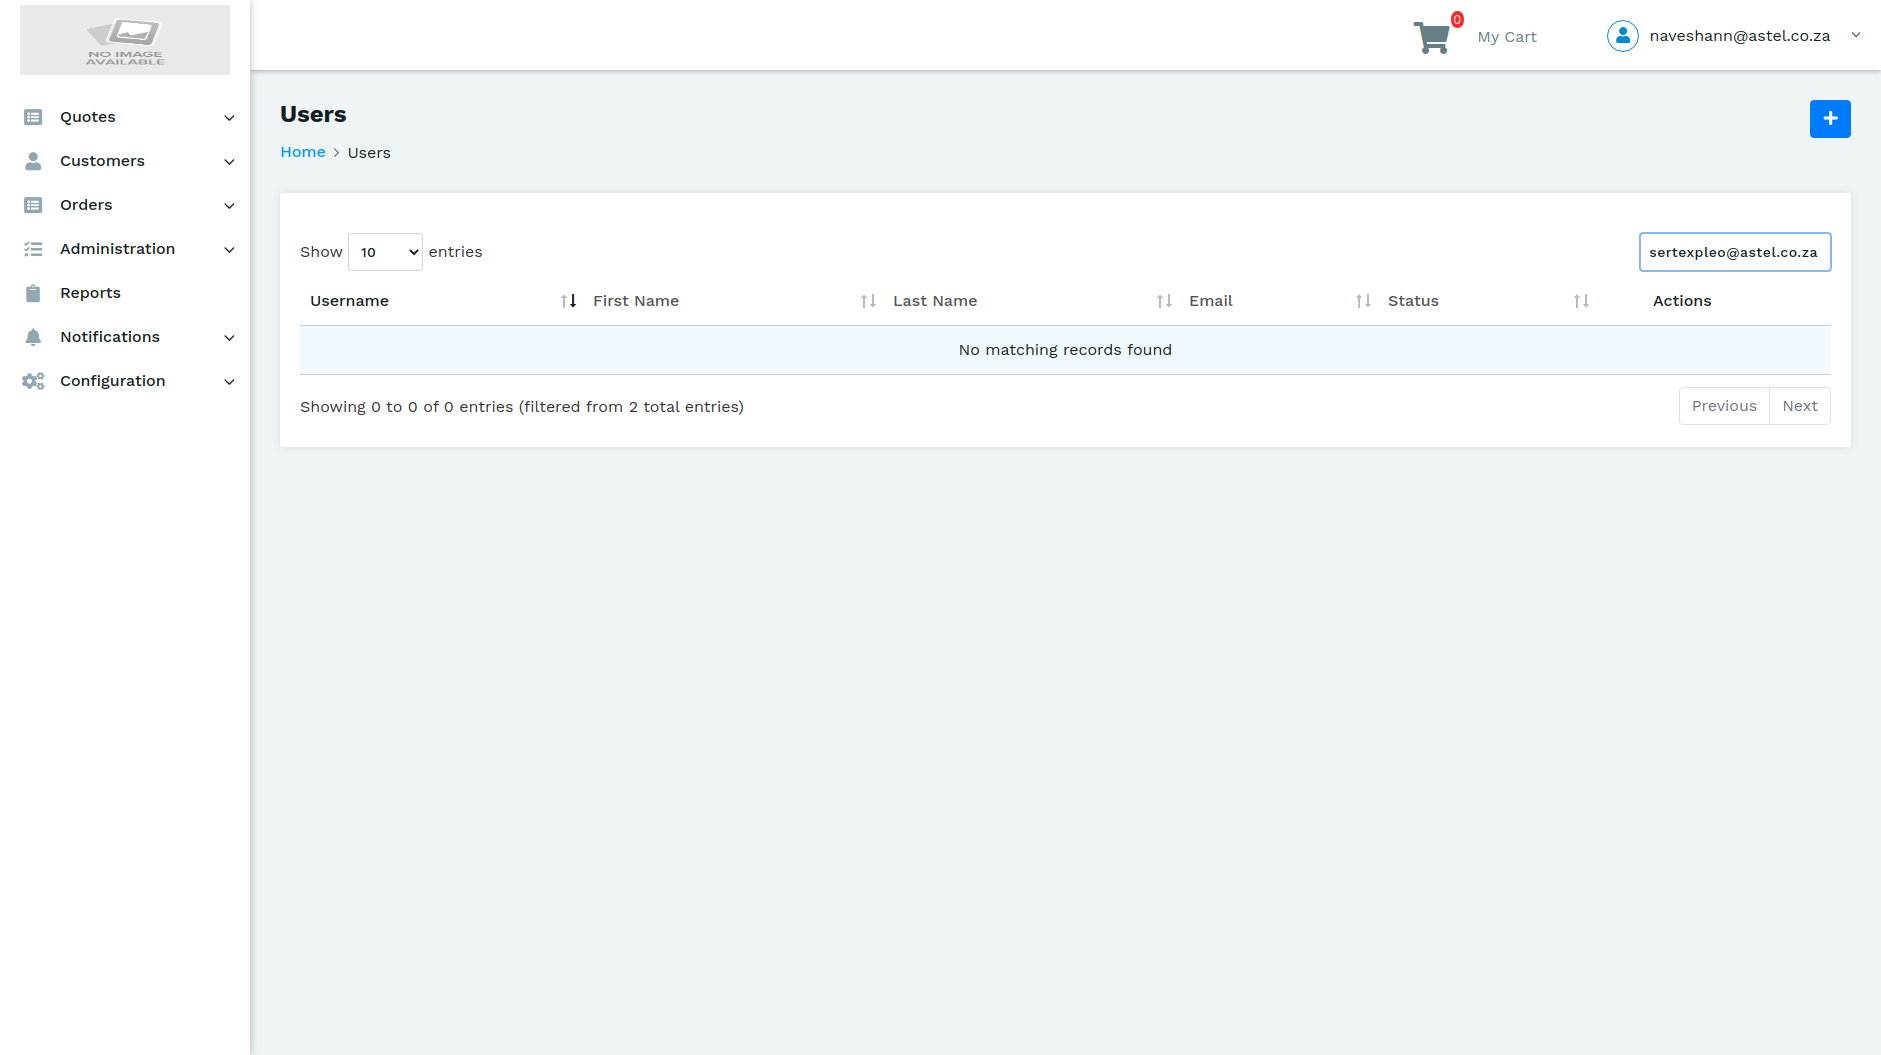 NO IMAGE
AVAILABLE
0
My Cart
naveshann@astel.co.za
Quotes
Customers
Orders
Administration
Reports
Notifications
Configuration
Users
Home > Users
Show 10 entries
sertexpleo@astel.co.za
Username First Name Last Name Email Status Actions
No matching records found
Showing 0 to 0 of 0 entries (filtered from 2 total entries)
Previous Next